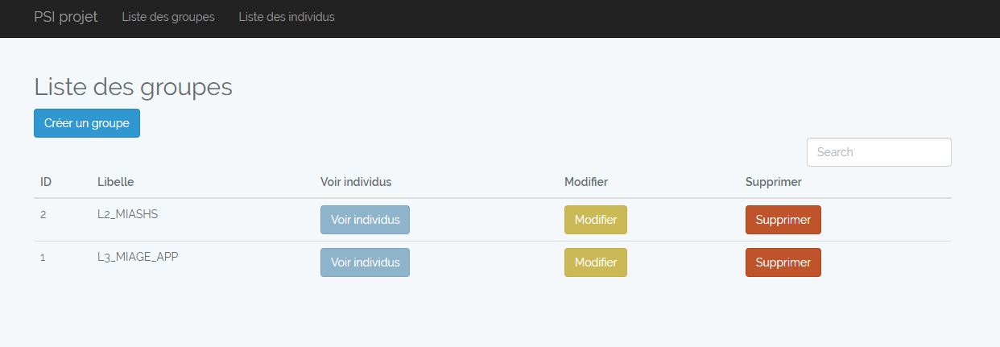 PSI projet Liste des groupes Liste des individus
Liste des groupes
Créer un groupe
Search
ID Libelle Voir individus Modifier Supprimer
2 L2_MIASHS Voir individus Modifier Supprimer
1 L3_MIAGE_APP Voir individus Modifier Supprimer